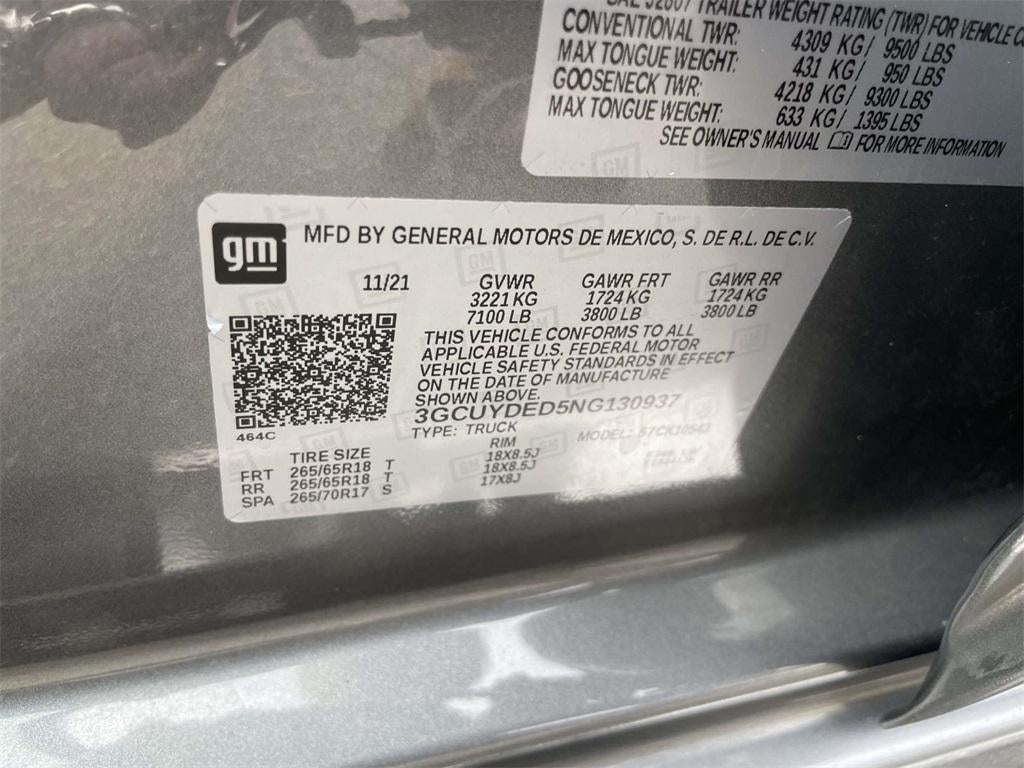 SAE J2807 TRAILER WEIGHT RATING (TWR) FOR VEHICLE
CONVENTIONAL TWR: 4309 KG/ 9500 LBS
MAX TONGUE WEIGHT: 431 KG/ 950 LBS
GOOSENECK TWR: 4218 KG/ 9300 LBS
MAX TONGUE WEIGHT: 633 KG/ 1395 LBS
SEE OWNER'S MANUAL FOR MORE INFORMATION
gm MFD BY GENERAL MOTORS DE MEXICO, S. DE R.L. DE C.V.
11/21 GVWR GAWR FRT GAWR RR
3221 KG 1724 KG 1724 KG
7100 LB 3800 LB 3800 LB
THIS VEHICLE CONFORMS TO ALL
APPLICABLE U.S. FEDERAL MOTOR
VEHICLE SAFETY STANDARDS IN EFFECT
ON THE DATE OF MANUFACTURE
SHOWN ABOVE.
3GCUYDED5NG130937
464C
TYPE: TRUCK MODEL: CK10543
TIRE SIZE RIM
FRT 265/65R18 T 18X8.5J
RR 265/65R18 T 18X8.5J
SPA 265/70R17 S 17X8J